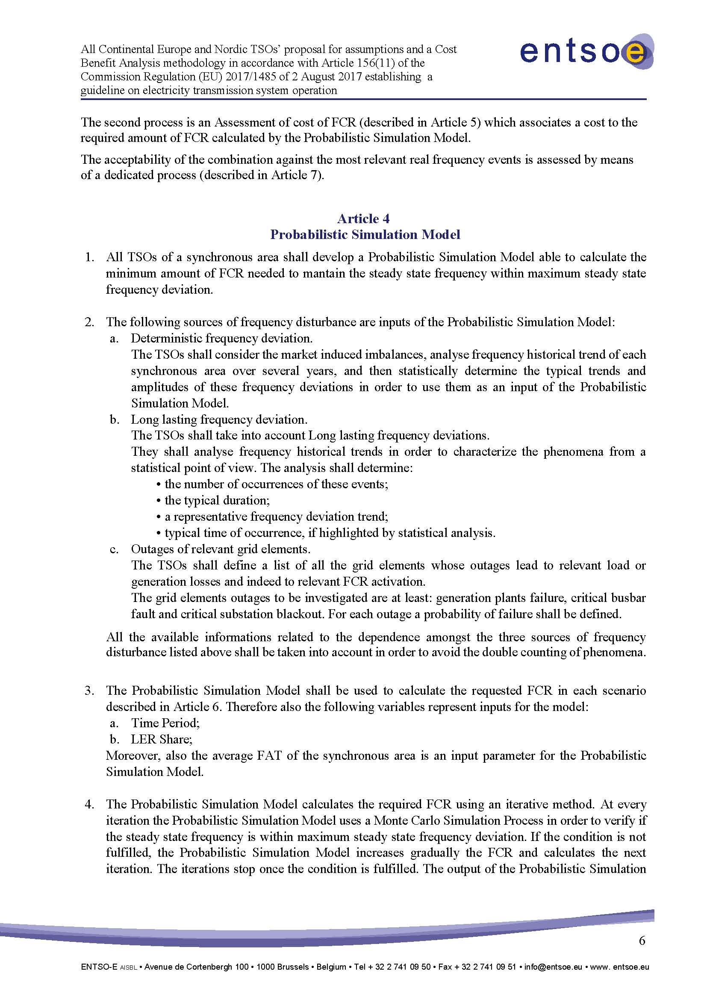 All Continental Europe and Nordic TSOs’ proposal for assumptions and a Cost
Benefit Analysis methodology in accordance with Article 156(11) of the
Commission Regulation (EU) 2017/1485 of 2 August 2017 establishing a
guideline on electricity transmission system operation
entsoe
The second process is an Assessment of cost of FCR (described in Article 5) which associates a cost to the
required amount of FCR calculated by the Probabilistic Simulation Model.
The acceptability of the combination against the most relevant real frequency events is assessed by means
of a dedicated process (described in Article 7).
Article 4
Probabilistic Simulation Model
1. All TSOs of a synchronous area shall develop a Probabilistic Simulation Model able to calculate the
minimum amount of FCR needed to mantain the steady state frequency within maximum steady state
frequency deviation.
2. The following sources of frequency disturbance are inputs of the Probabilistic Simulation Model:
a. Deterministic frequency deviation.
The TSOs shall consider the market induced imbalances, analyse frequency historical trend of each
synchronous area over several years, and then statistically determine the typical trends and
amplitudes of these frequency deviations in order to use them as an input of the Probabilistic
Simulation Model.
b. Long lasting frequency deviation.
The TSOs shall take into account Long lasting frequency deviations.
They shall analyse frequency historical trends in order to characterize the phenomena from a
statistical point of view. The analysis shall determine:
• the number of occurrences of these events;
• the typical duration;
• a representative frequency deviation trend;
• typical time of occurrence, if highlighted by statistical analysis.
c. Outages of relevant grid elements.
The TSOs shall define a list of all the grid elements whose outages lead to relevant load or
generation losses and indeed to relevant FCR activation.
The grid elements outages to be investigated are at least: generation plants failure, critical busbar
fault and critical substation blackout. For each outage a probability of failure shall be defined.
All the available informations related to the dependence amongst the three sources of frequency
disturbance listed above shall be taken into account in order to avoid the double counting of phenomena.
3. The Probabilistic Simulation Model shall be used to calculate the requested FCR in each scenario
described in Article 6. Therefore also the following variables represent inputs for the model:
a. Time Period;
b. LER Share;
Moreover, also the average FAT of the synchronous area is an input parameter for the Probabilistic
Simulation Model.
4. The Probabilistic Simulation Model calculates the required FCR using an iterative method. At every
iteration the Probabilistic Simulation Model uses a Monte Carlo Simulation Process in order to verify if
the steady state frequency is within maximum steady state frequency deviation. If the condition is not
fulfilled, the Probabilistic Simulation Model increases gradually the FCR and calculates the next
iteration. The iterations stop once the condition is fulfilled. The output of the Probabilistic Simulation
6
ENTSO-E AISBL • Avenue de Cortenbergh 100 • 1000 Brussels • Belgium • Tel + 32 2 741 09 50 • Fax + 32 2 741 09 51 • info@entsoe.eu • www. entsoe.eu